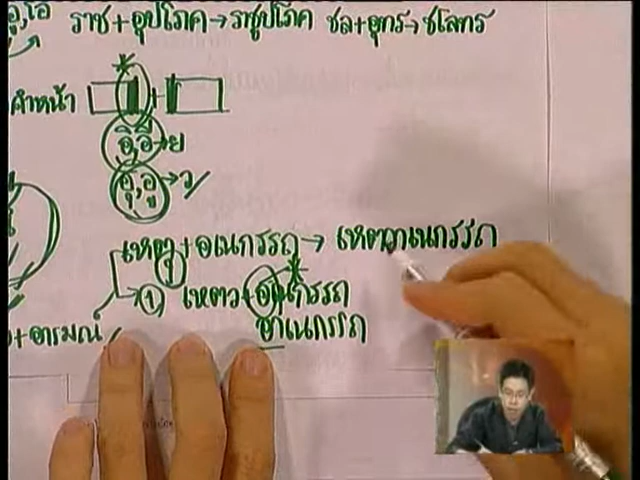 ราช+อุปโภค→ราชูปโภค ชล+อุทร→ชโลทร
คำหน้า
อิ,อี→ย
อุ,อู→ว
เหตุ+อเนกรรถ→เหตวาเนกรรถ
① เหตว+อเนกรรถ
อาเนกรรถ
+อารมณ์